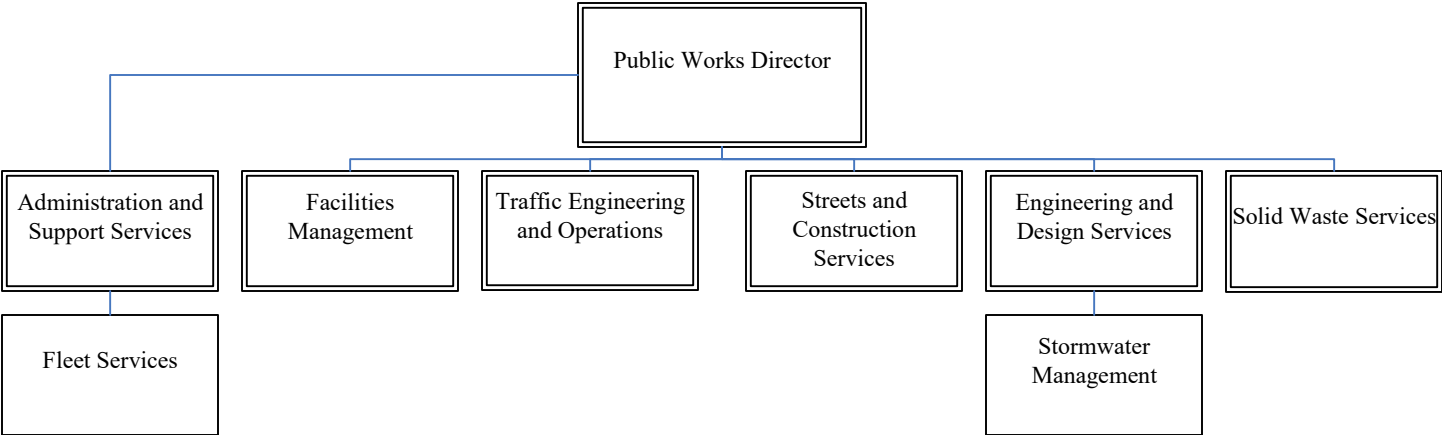 Public Works Director
Administration and
Support Services
Facilities
Management
Traffic Engineering
and Operations
Streets and
Construction
Services
Engineering and
Design Services
Solid Waste Services
Fleet Services
Stormwater
Management